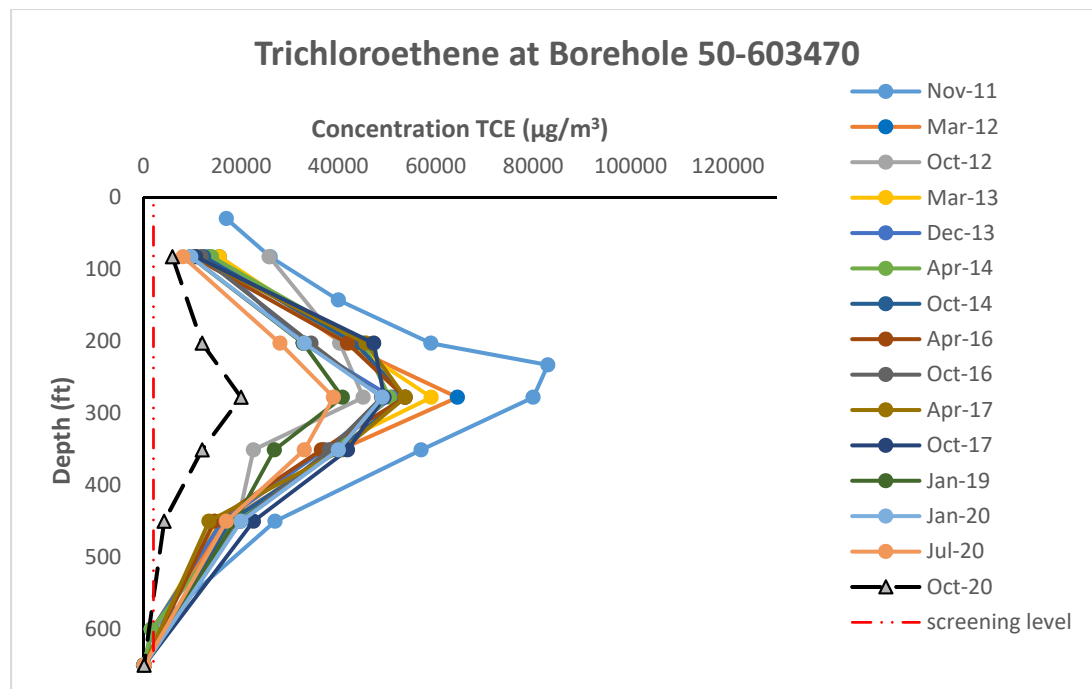 Trichloroethene at Borehole 50-603470
Concentration TCE (µg/m³)
0 20000 40000 60000 80000 100000 120000
Depth (ft)
0
100
200
300
400
500
600
Nov-11
Mar-12
Oct-12
Mar-13
Dec-13
Apr-14
Oct-14
Apr-16
Oct-16
Apr-17
Oct-17
Jan-19
Jan-20
Jul-20
Oct-20
screening level